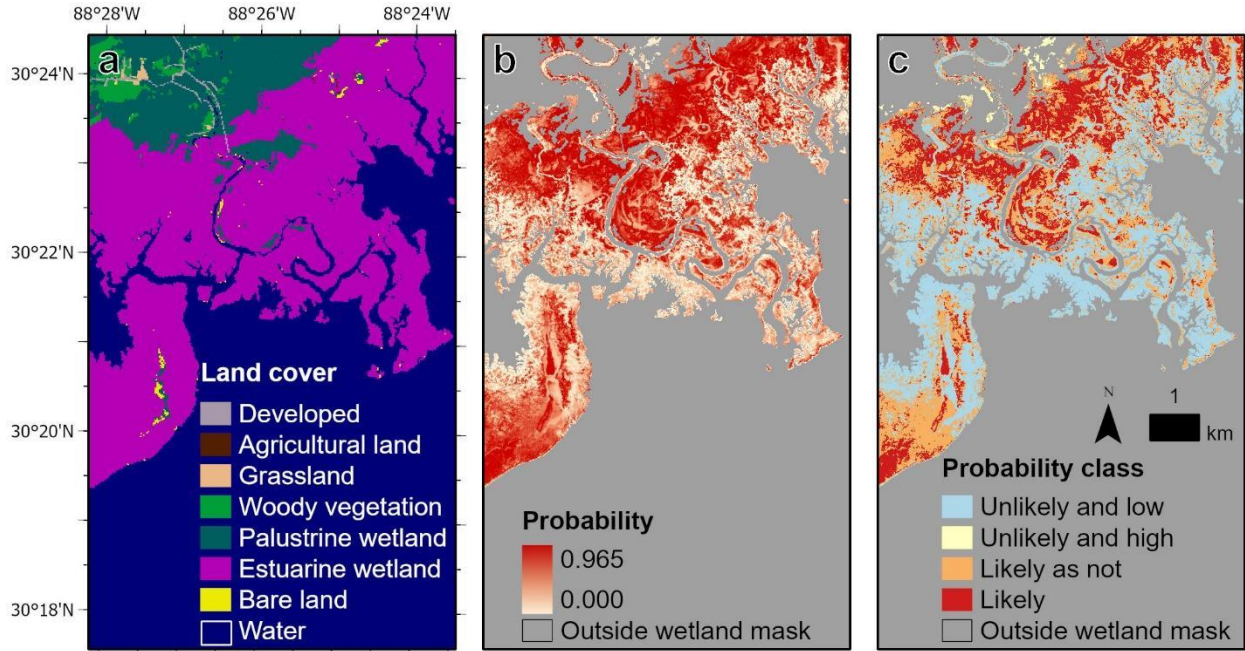 88°28'W
88°26'W
88°24'W
30°24'N
30°22'N
30°20'N
30°18'N
a
Land cover
Developed
Agricultural land
Grassland
Woody vegetation
Palustrine wetland
Estuarine wetland
Bare land
Water
b
Probability
0.965
0.000
Outside wetland mask
c
N
1
km
Probability class
Unlikely and low
Unlikely and high
Likely as not
Likely
Outside wetland mask